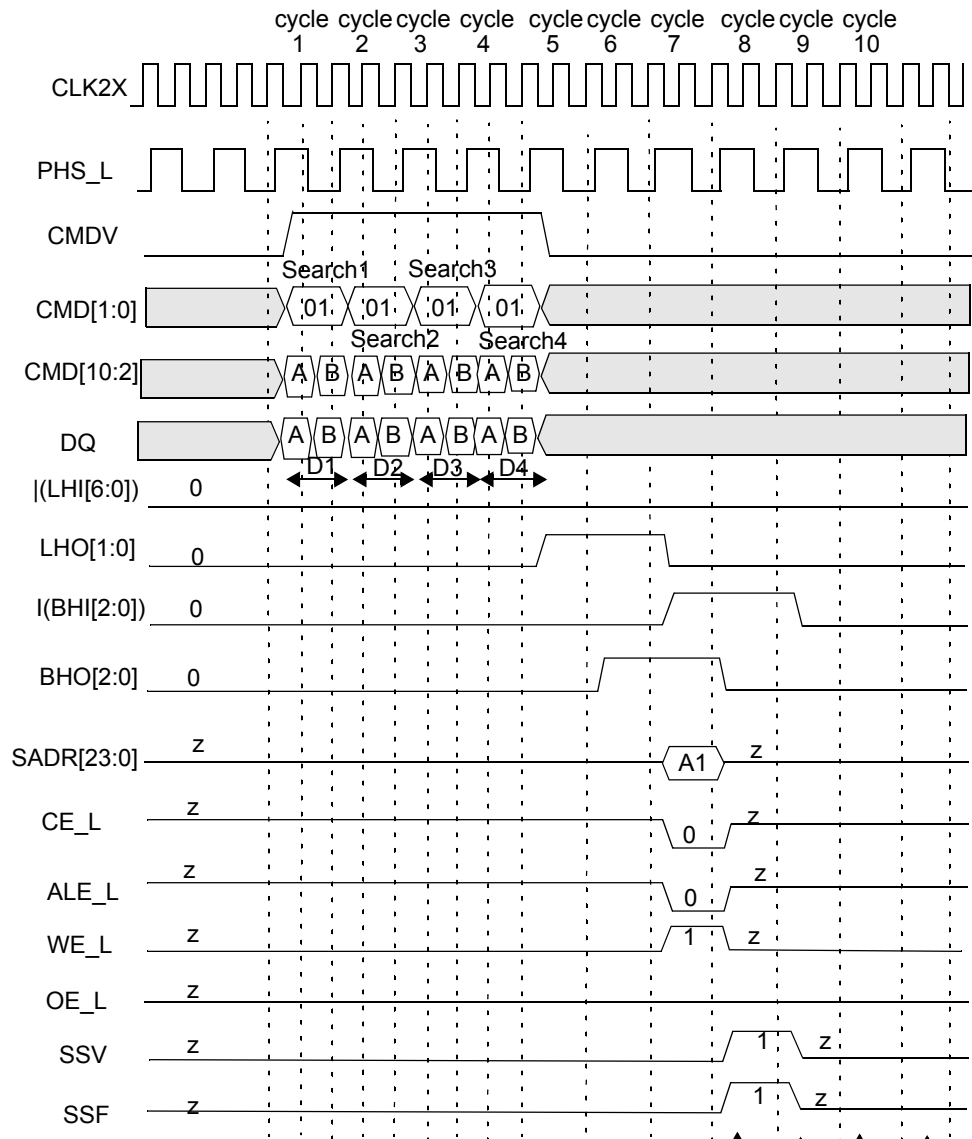 cycle cycle cycle cycle cycle cycle cycle cycle cycle cycle
1 2 3 4 5 6 7 8 9 10
CLK2X
PHS_L
CMDV
Search1 Search3
CMD[1:0] 01 01 01 01
Search2 Search4
CMD[10:2] A B A B A B A B
DQ A B A B A B A B
D1 D2 D3 D4
|(LHI[6:0]) 0
LHO[1:0] 0
I(BHI[2:0]) 0
BHO[2:0] 0
SADR[23:0] z A1 z
CE_L z 0 z
ALE_L z 0 z
WE_L z 1 z
OE_L z
SSV z 1 z
SSF z 1 z